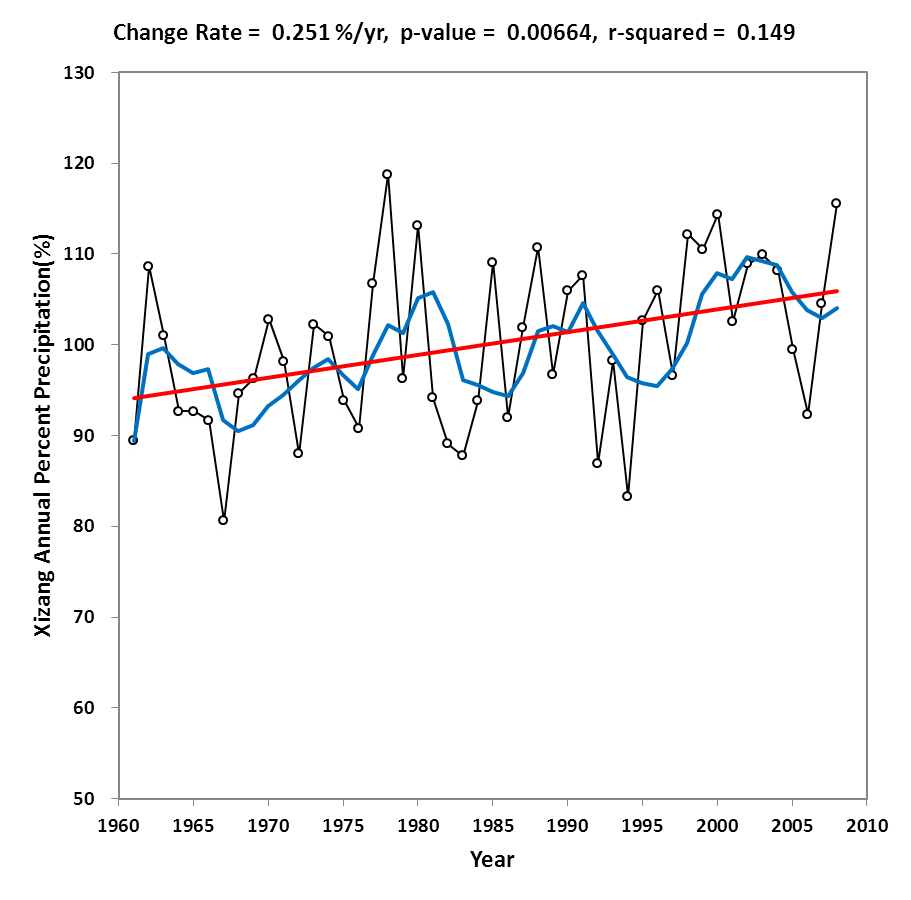 Change Rate = 0.251 %/yr, p-value = 0.00664, r-squared = 0.149
130
120
110
100
90
80
70
60
50
Xizang Annual Percent Precipitation(%)
1960 1965 1970 1975 1980 1985 1990 1995 2000 2005 2010
Year